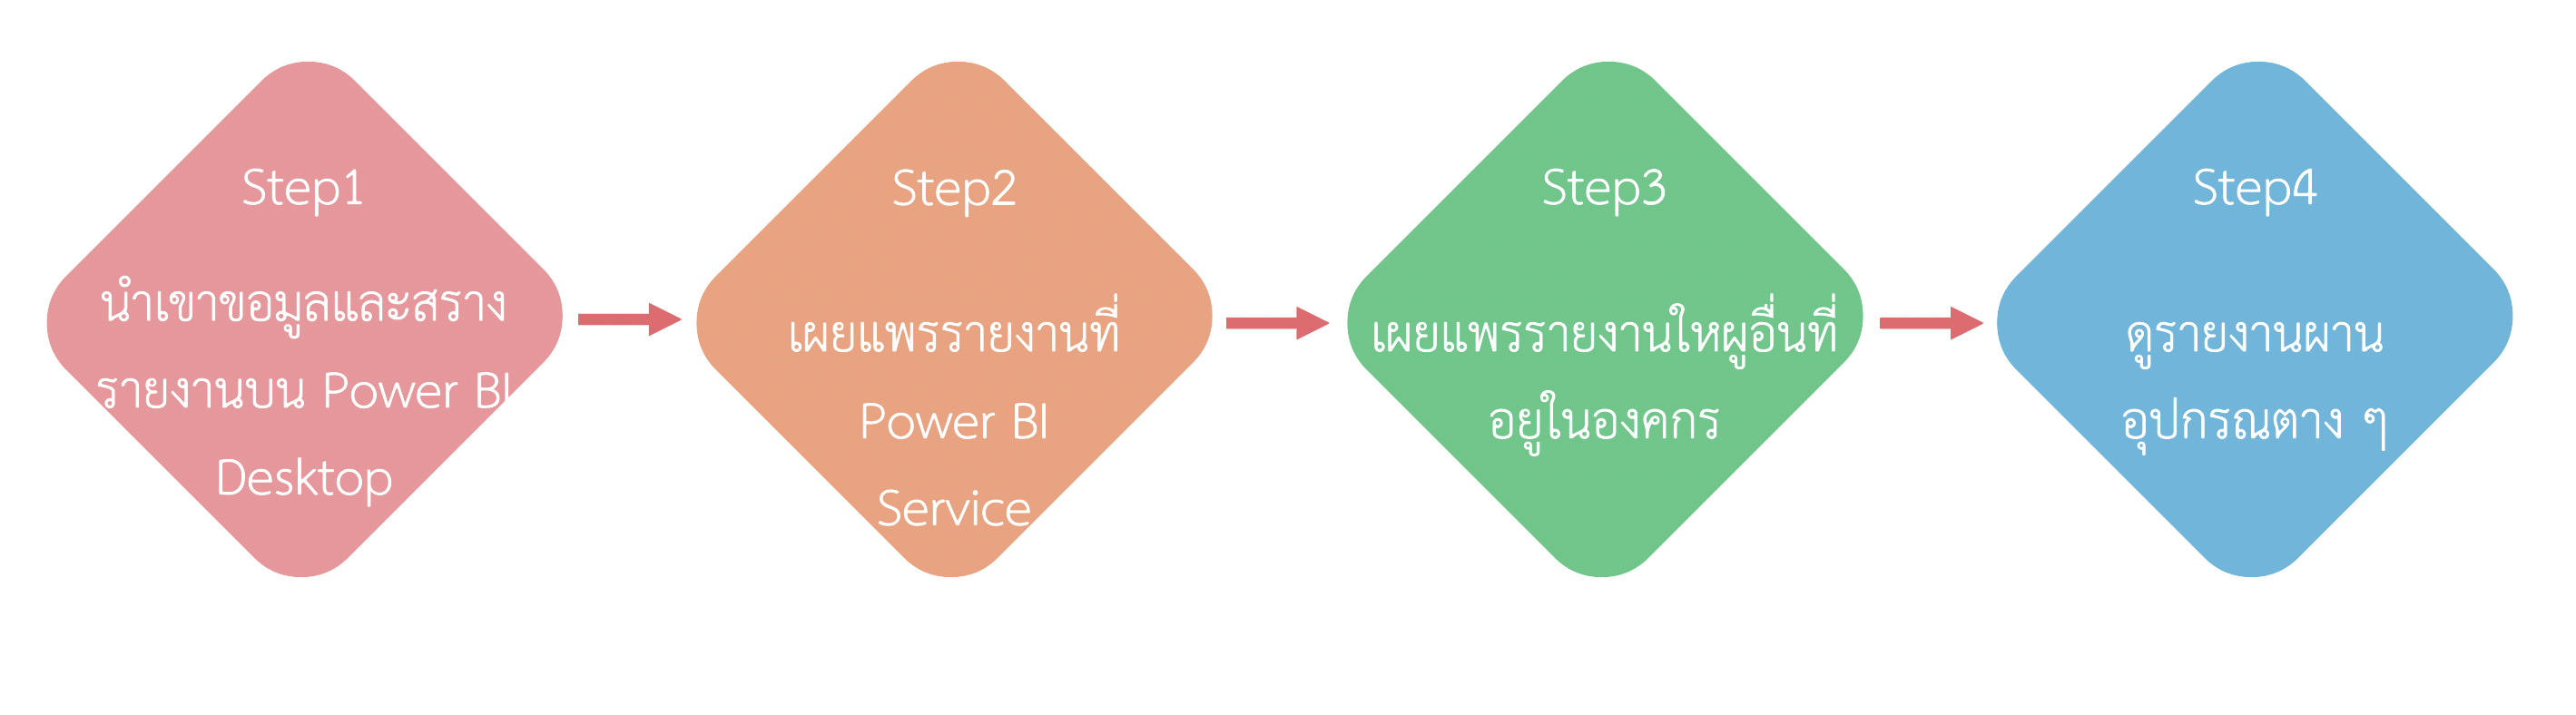 Step1
นำเขาขอมูลและสราง
รายงานบน Power BI
Desktop
Step2
เผยแพรรายงานที่
Power BI
Service
Step3
เผยแพรรายงานใหผูอื่นที่
อยูในองคกร
Step4
ดูรายงานผาน
อุปกรณตาง ๆ